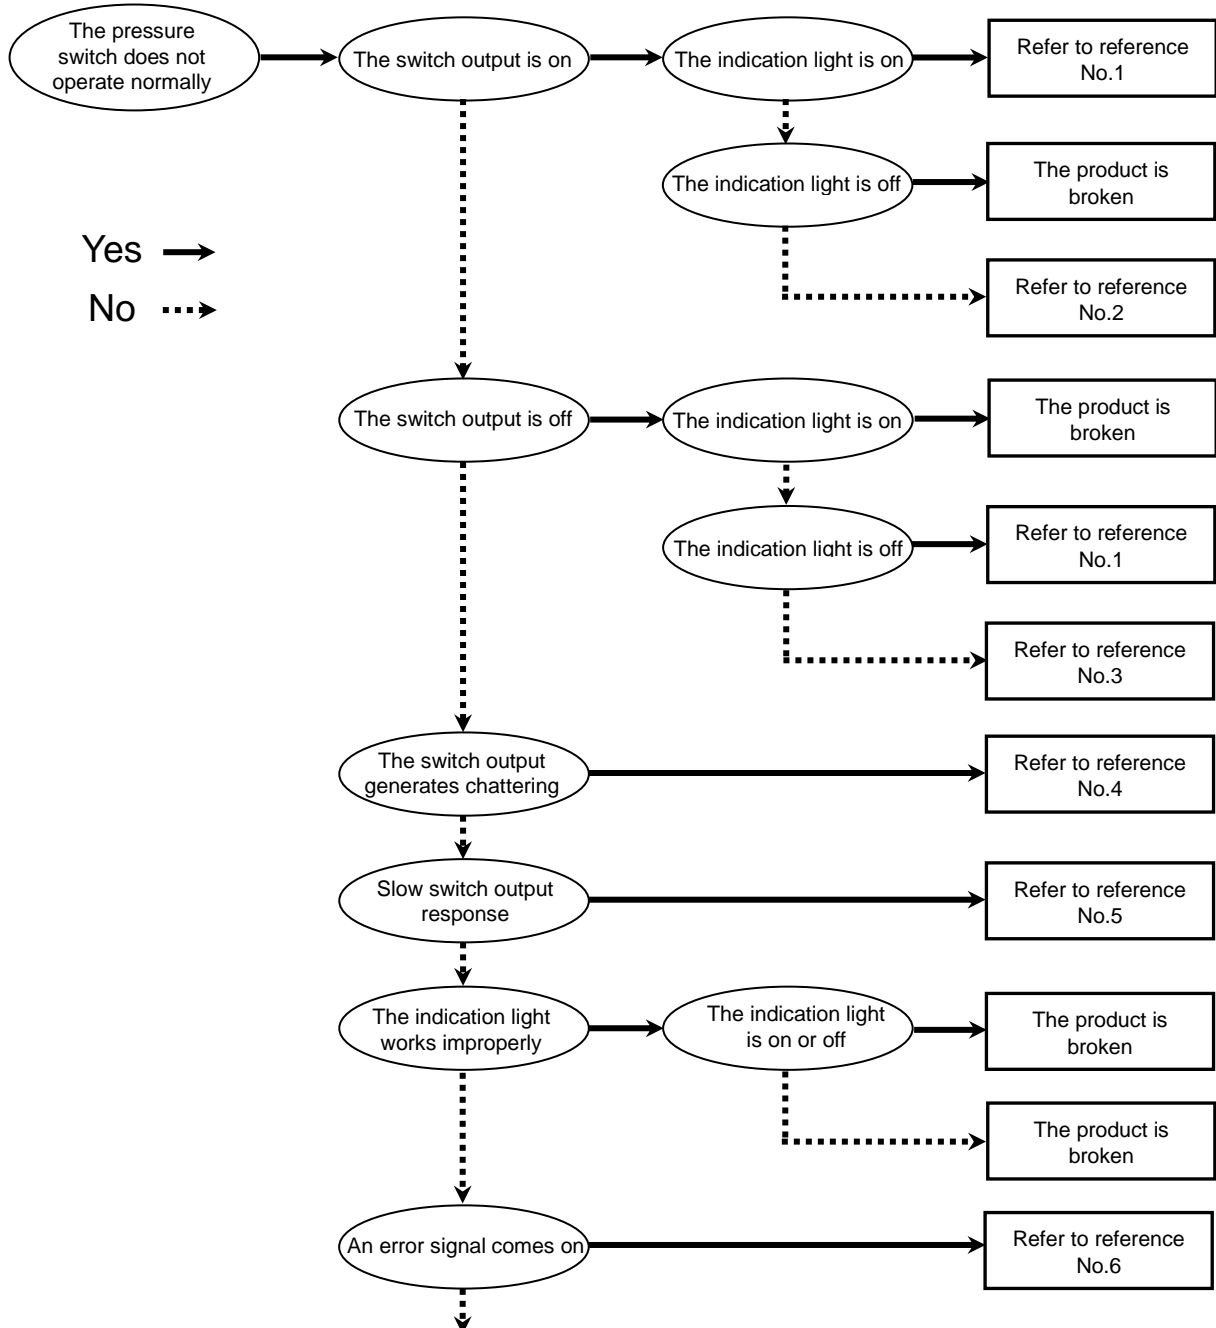 The pressure
switch does not
operate normally
The switch output is on
The indication light is on
Refer to reference
No.1
The indication light is off
The product is
broken
Yes
No
Refer to reference
No.2
The switch output is off
The indication light is on
The product is
broken
The indication light is off
Refer to reference
No.1
Refer to reference
No.3
The switch output
generates chattering
Refer to reference
No.4
Slow switch output
response
Refer to reference
No.5
The indication light
works improperly
The indication light
is on or off
The product is
broken
The product is
broken
An error signal comes on
Refer to reference
No.6